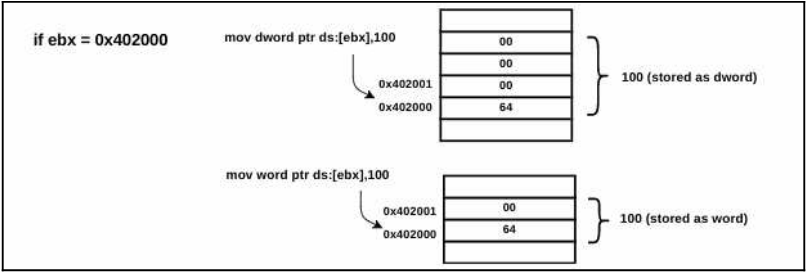 if ebx = 0x402000
mov dword ptr ds:[ebx],100
00
00
0x402001
00
0x402000
64
100 (stored as dword)
mov word ptr ds:[ebx],100
0x402001
00
0x402000
64
100 (stored as word)